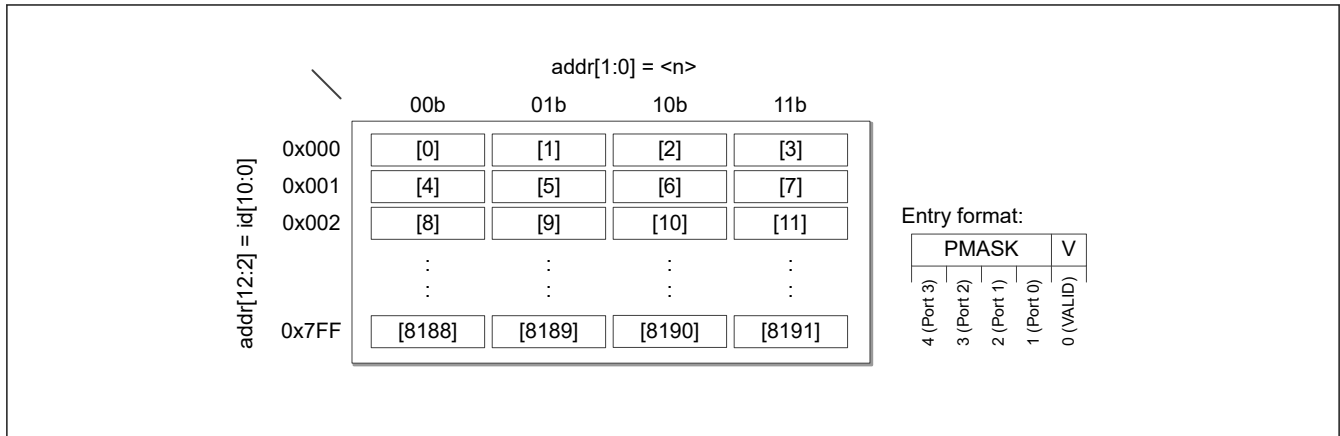 addr[1:0] = <n>
00b 01b 10b 11b
addr[12:2] = id[10:0]
0x000 [0] [1] [2] [3]
0x001 [4] [5] [6] [7]
0x002 [8] [9] [10] [11]
: : : :
: : : :
0x7FF [8188] [8189] [8190] [8191]
Entry format:
PMASK V
4 (Port 3)
3 (Port 2)
2 (Port 1)
1 (Port 0)
0 (VALID)